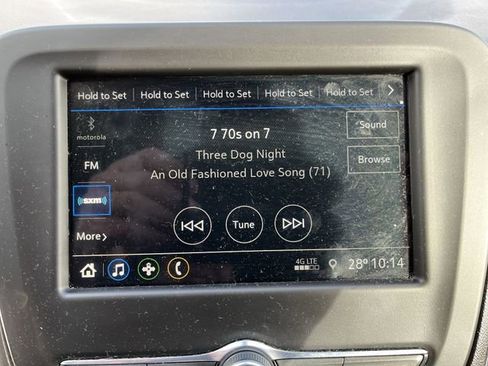 Hold to Set Hold to Set Hold to Set Hold to Set Hold to Set
motorola
7 70s on 7
Sound
FM
Three Dog Night
Browse
An Old Fashioned Love Song (71)
((sxm))
Tune
More
4G LTE
28° 10:14